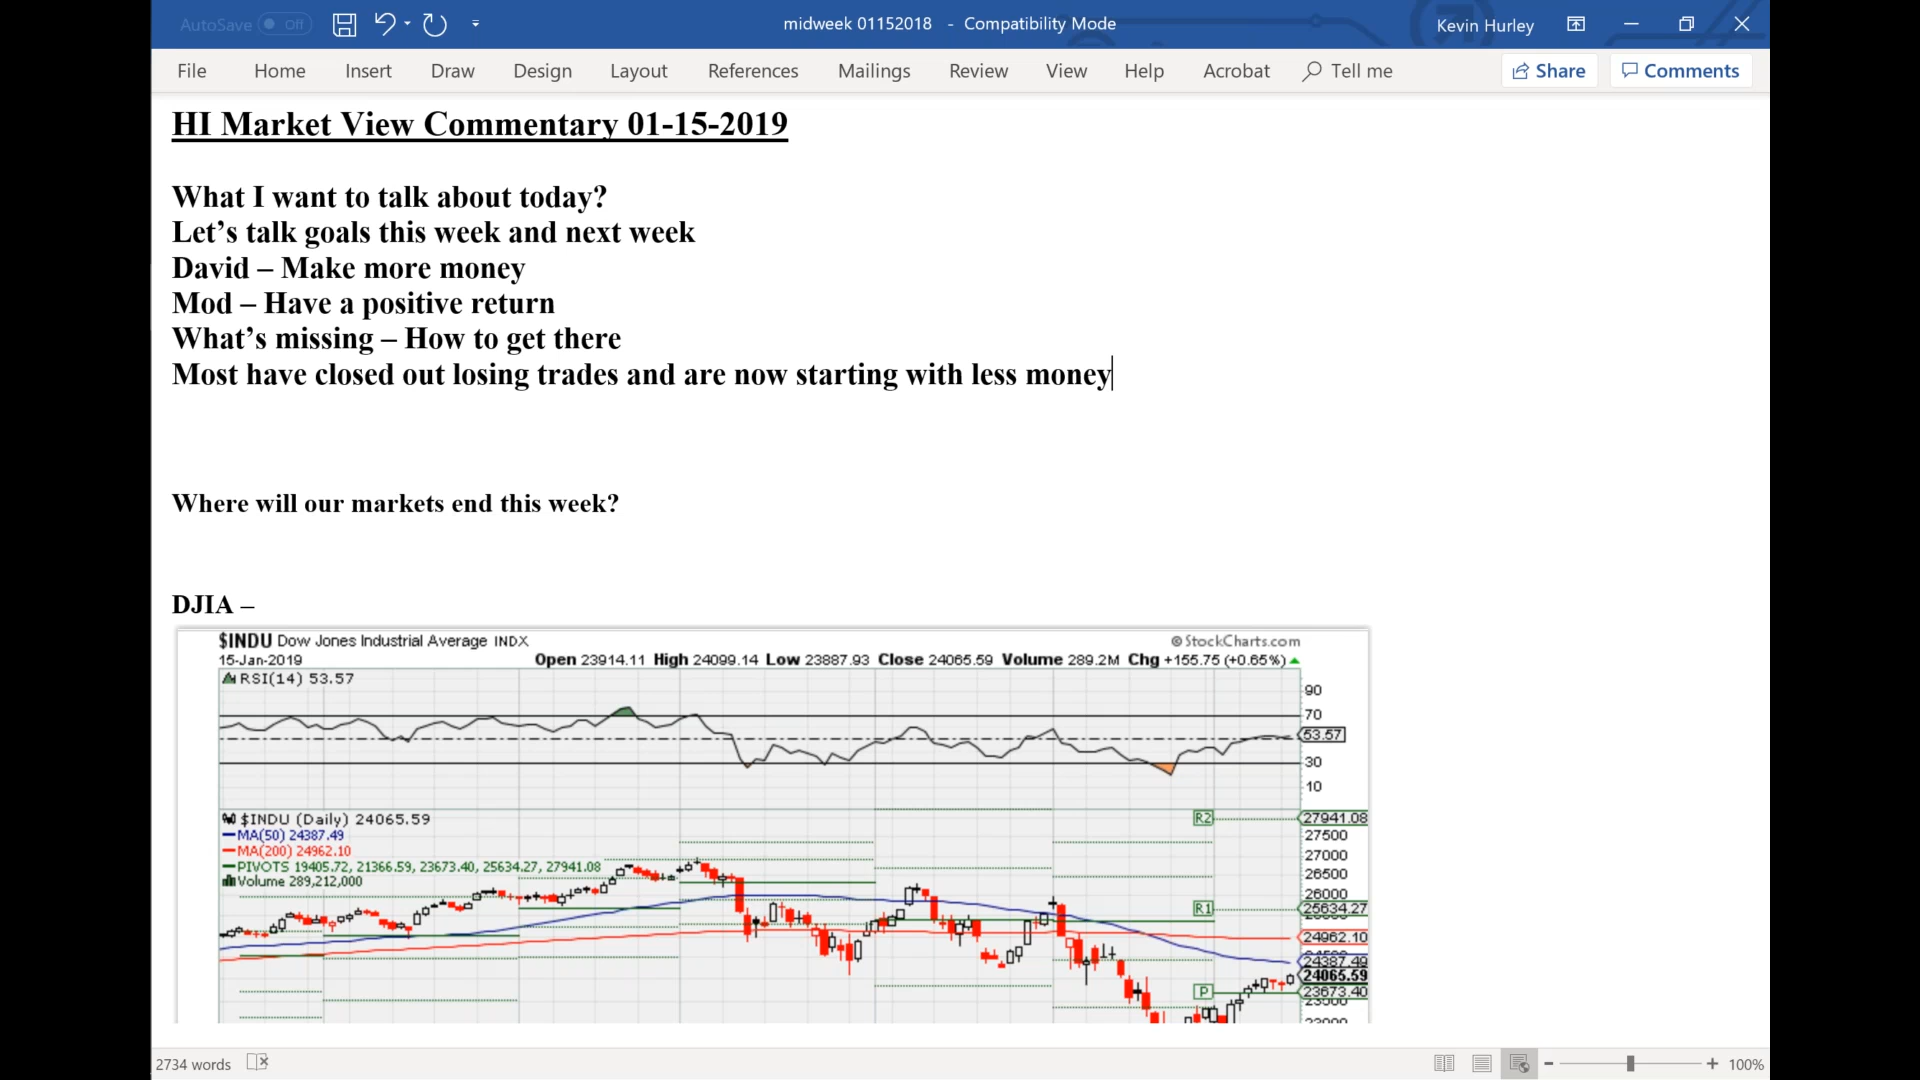 AutoSave Off
midweek 01152018 - Compatibility Mode
Kevin Hurley
File Home Insert Draw Design Layout References Mailings Review View Help Acrobat Tell me
Share Comments
HI Market View Commentary 01-15-2019
What I want to talk about today?
Let’s talk goals this week and next week
David – Make more money
Mod – Have a positive return
What’s missing – How to get there
Most have closed out losing trades and are now starting with less money
Where will our markets end this week?
DJIA –
$INDU Dow Jones Industrial Average INDX
© StockCharts.com
15-Jan-2019
Open 23914.11 High 24099.14 Low 23887.93 Close 24065.59 Volume 289.2M Chg +155.75 (+0.65%)
RSI(14) 53.57
90
70
53.57
30
10
$INDU (Daily) 24065.59
MA(50) 24387.49
MA(200) 24962.10
PIVOTS 19405.72, 21366.59, 23673.40, 25634.27, 27941.08
Volume 289,212,000
R2
27941.08
27500
27000
26500
26000
R1
25634.27
24962.10
24387.49
24065.59
P
23673.40
2734 words
100%